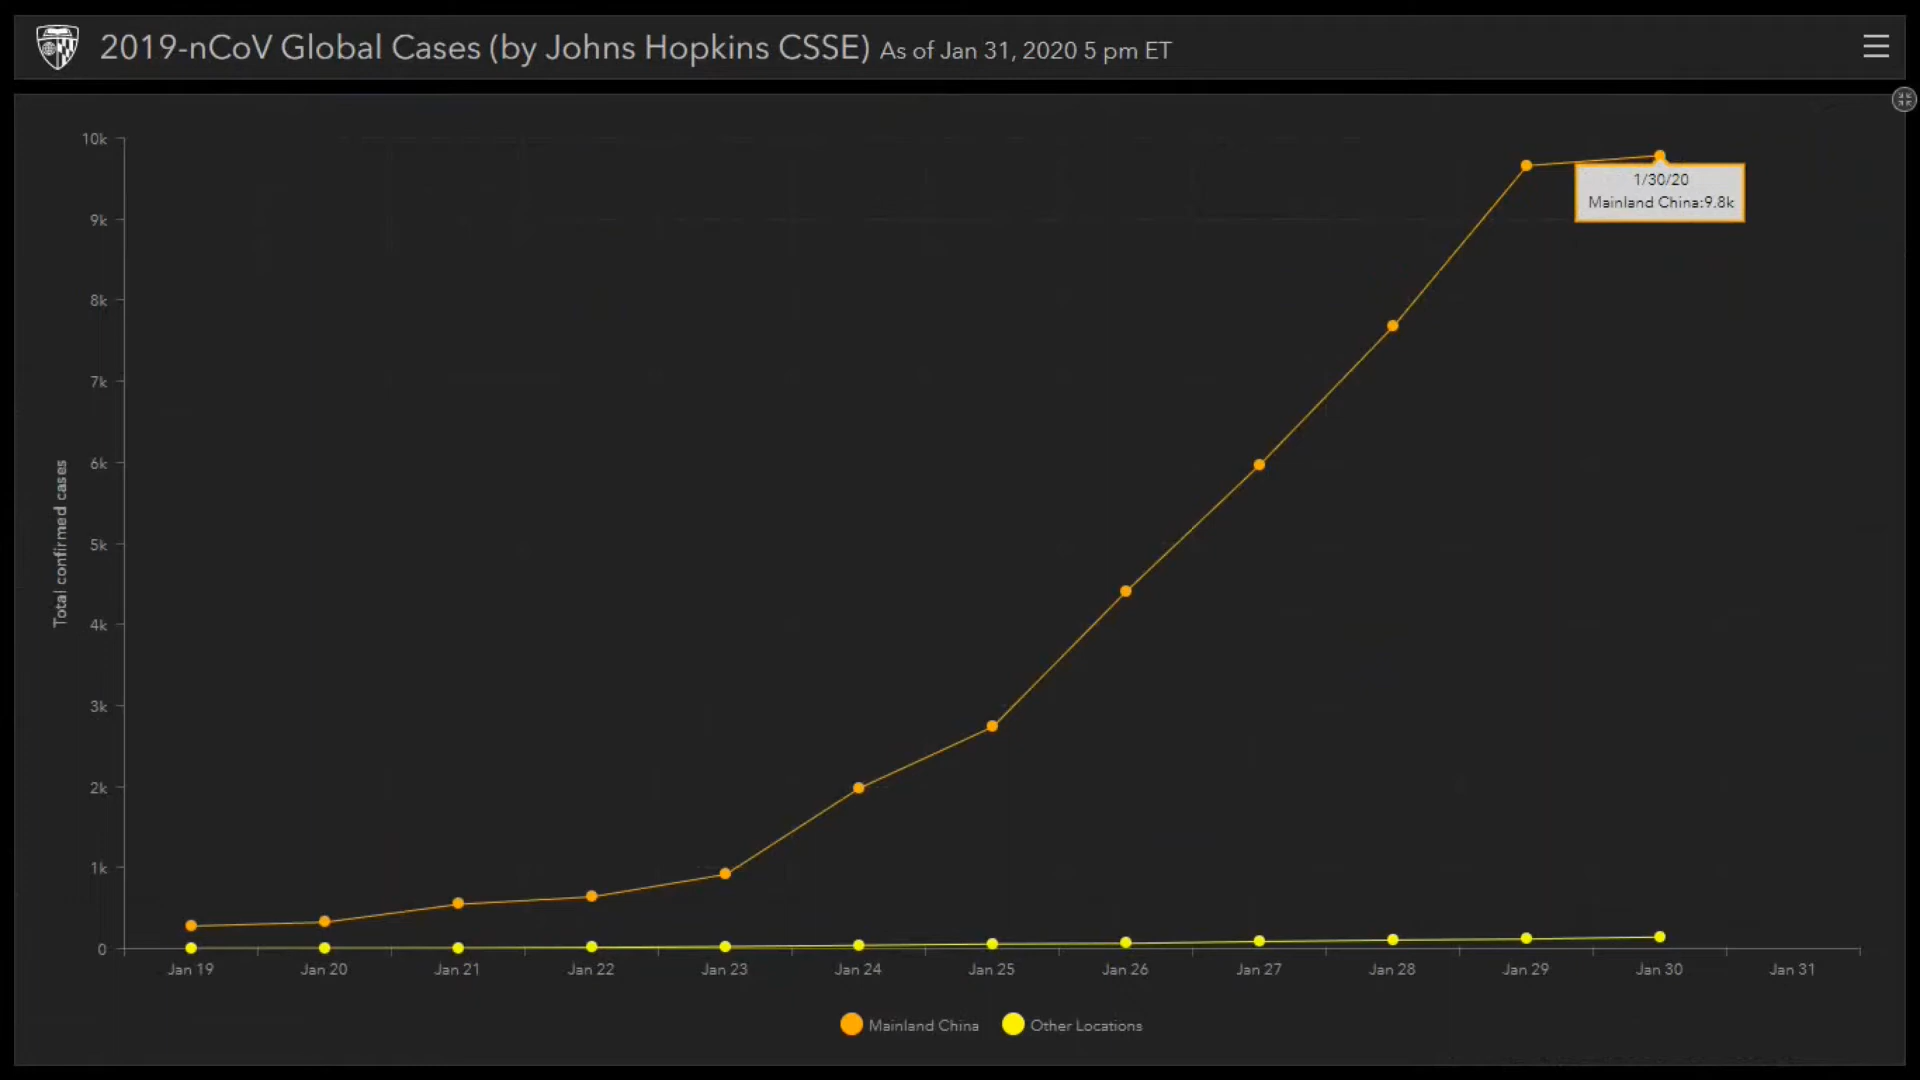 2019-nCoV Global Cases (by Johns Hopkins CSSE) As of Jan 31, 2020 5 pm ET
10k
9k
8k
7k
6k
5k
4k
3k
2k
1k
0
Total confirmed cases
1/30/20
Mainland China:9.8k
Jan 19 Jan 20 Jan 21 Jan 22 Jan 23 Jan 24 Jan 25 Jan 26 Jan 27 Jan 28 Jan 29 Jan 30 Jan 31
Mainland China Other Locations